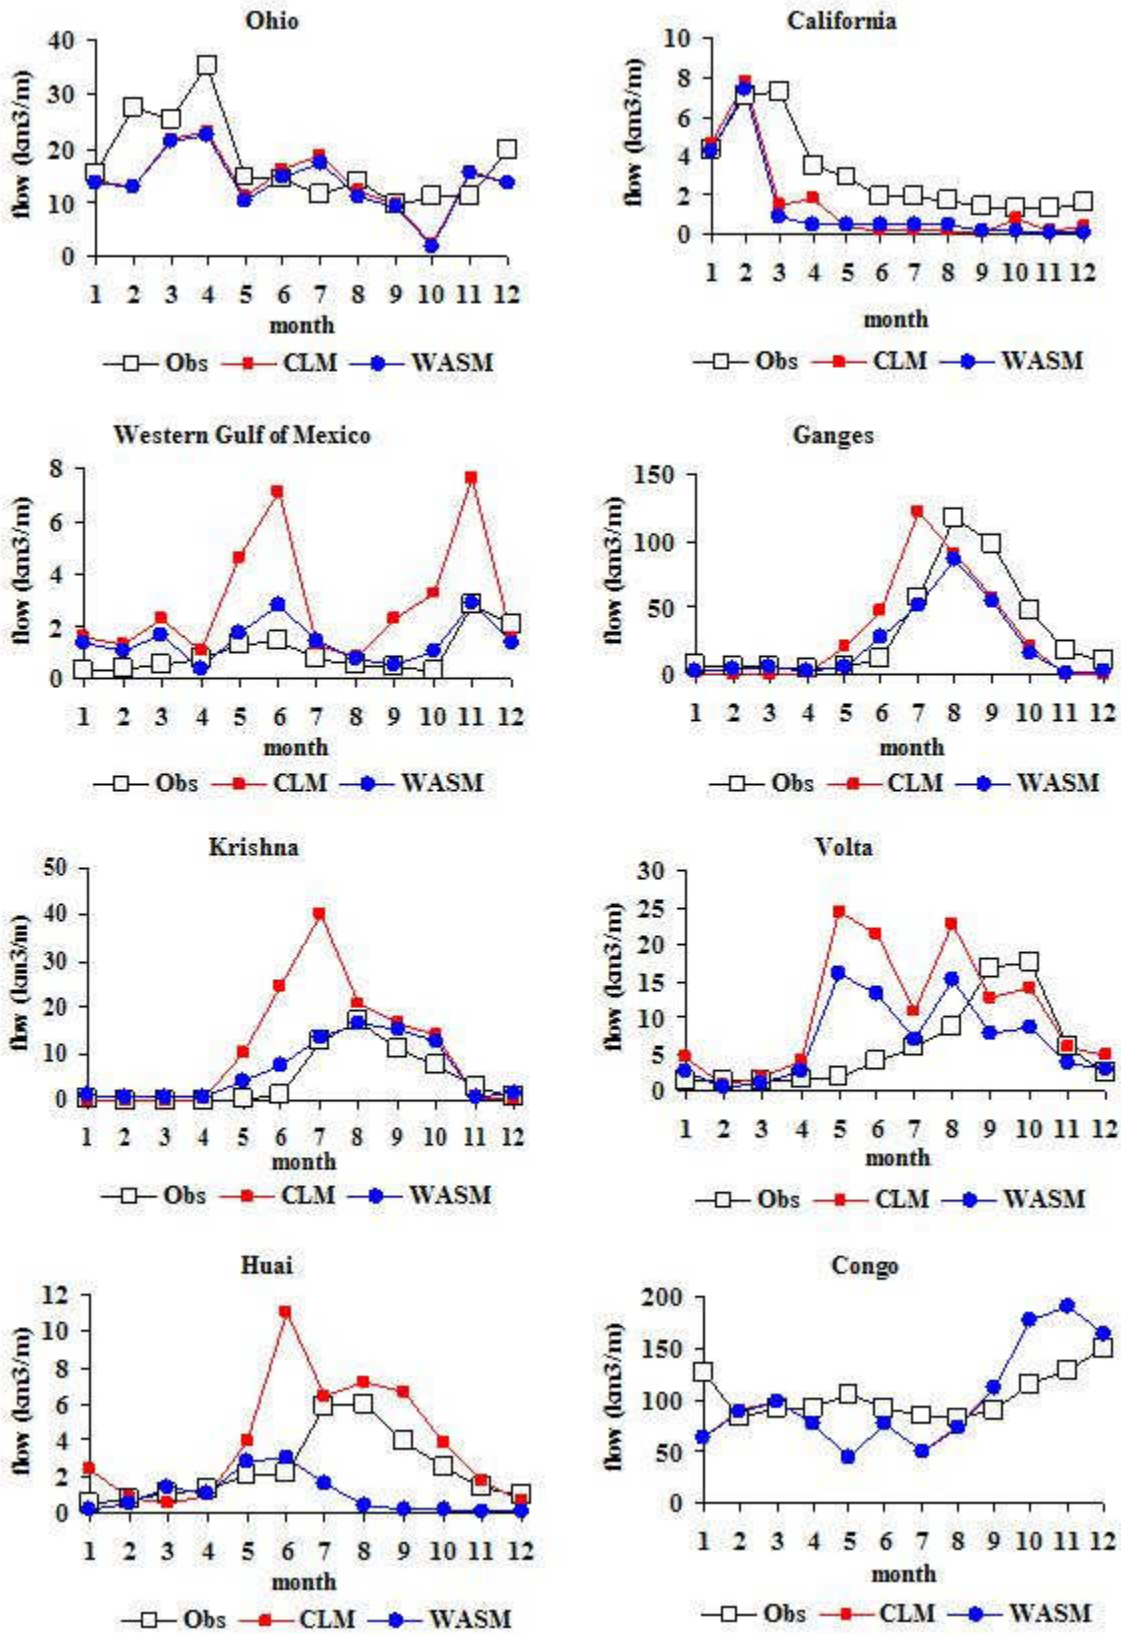 Ohio
40
30
20
10
0
flow (km3/m)
1 2 3 4 5 6 7 8 9 10 11 12
month
Obs CLM WASM
California
10
8
6
4
2
0
flow (km3/m)
1 2 3 4 5 6 7 8 9 10 11 12
month
Obs CLM WASM
Western Gulf of Mexico
8
6
4
2
0
flow (km3/m)
1 2 3 4 5 6 7 8 9 10 11 12
month
Obs CLM WASM
Ganges
150
100
50
0
flow (km3/m)
1 2 3 4 5 6 7 8 9 10 11 12
month
Obs CLM WASM
Krishna
50
40
30
20
10
0
flow (km3/m)
1 2 3 4 5 6 7 8 9 10 11 12
month
Obs CLM WASM
Volta
30
25
20
15
10
5
0
flow (km3/m)
1 2 3 4 5 6 7 8 9 10 11 12
month
Obs CLM WASM
Huai
12
10
8
6
4
2
0
flow (km3/m)
1 2 3 4 5 6 7 8 9 10 11 12
month
Obs CLM WASM
Congo
200
150
100
50
0
flow (km3/m)
1 2 3 4 5 6 7 8 9 10 11 12
month
Obs CLM WASM